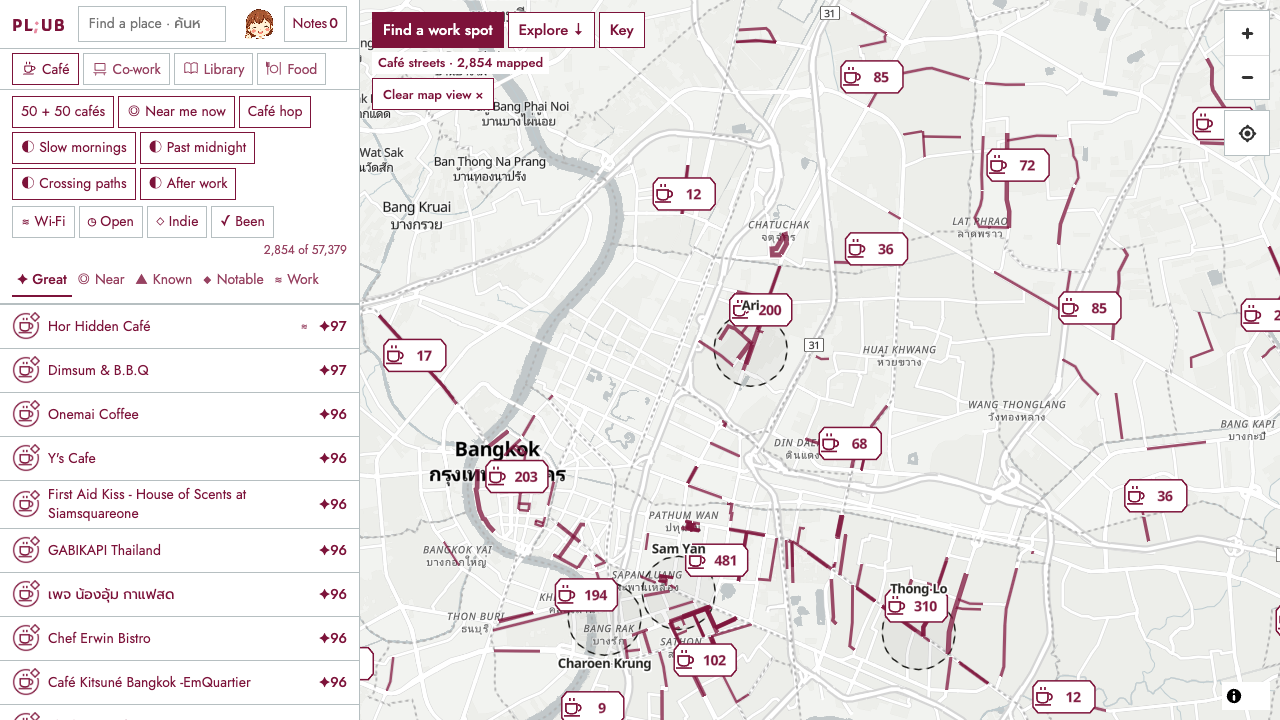 PL;UB
Find a place · ค้นห
Notes 0
Café
Co-work
Library
Food
50 + 50 cafés
Near me now
Café hop
Slow mornings
Past midnight
Crossing paths
After work
Wi-Fi
Open
Indie
Been
2,854 of 57,379
Great
Near
Town
Notable
Work
Hor Hidden Café
97
Dimsum & B.B.Q
97
Onemai Coffee
96
Y's Cafe
96
First Aid Kiss - House of Scents at
Siamsquareone
96
GABIKAPI Thailand
96
เพจ น้องอุ้ม กาแฟสด
96
Chef Erwin Bistro
96
Café Kitsuné Bangkok -EmQuartier
96
Find a work spot
Explore ↓
Key
Café streets · 2,854 mapped
Clear map view ×
Bang Phai Noi
บานบางไผ่น้อย
Wat Sak
นวัดสัก
Ban Thong Na Prang
บานทองนาปรัง
Bang Kruai
บางกรวย
31
85
72
12
CHATUCHAK
36
LAT PHRAO
ลาดพราว
Ari
200
85
2
31
HUAI KHWANG
ห้วยขวาง
17
WANG THONGLANG
วังทองหลาง
BANG KAPI
บางกะปิ
Bangkok
203
DIN DAE
ดินแดง
68
36
PATHUM WAN
BANGKOK YAI
บางกอกใหญ่
Sam Yan
481
194
THON BURI
ธนบุรี
BANG RAK
บางรัก
SATHON
Charoen Krung
102
Thong Lo
310
9
12